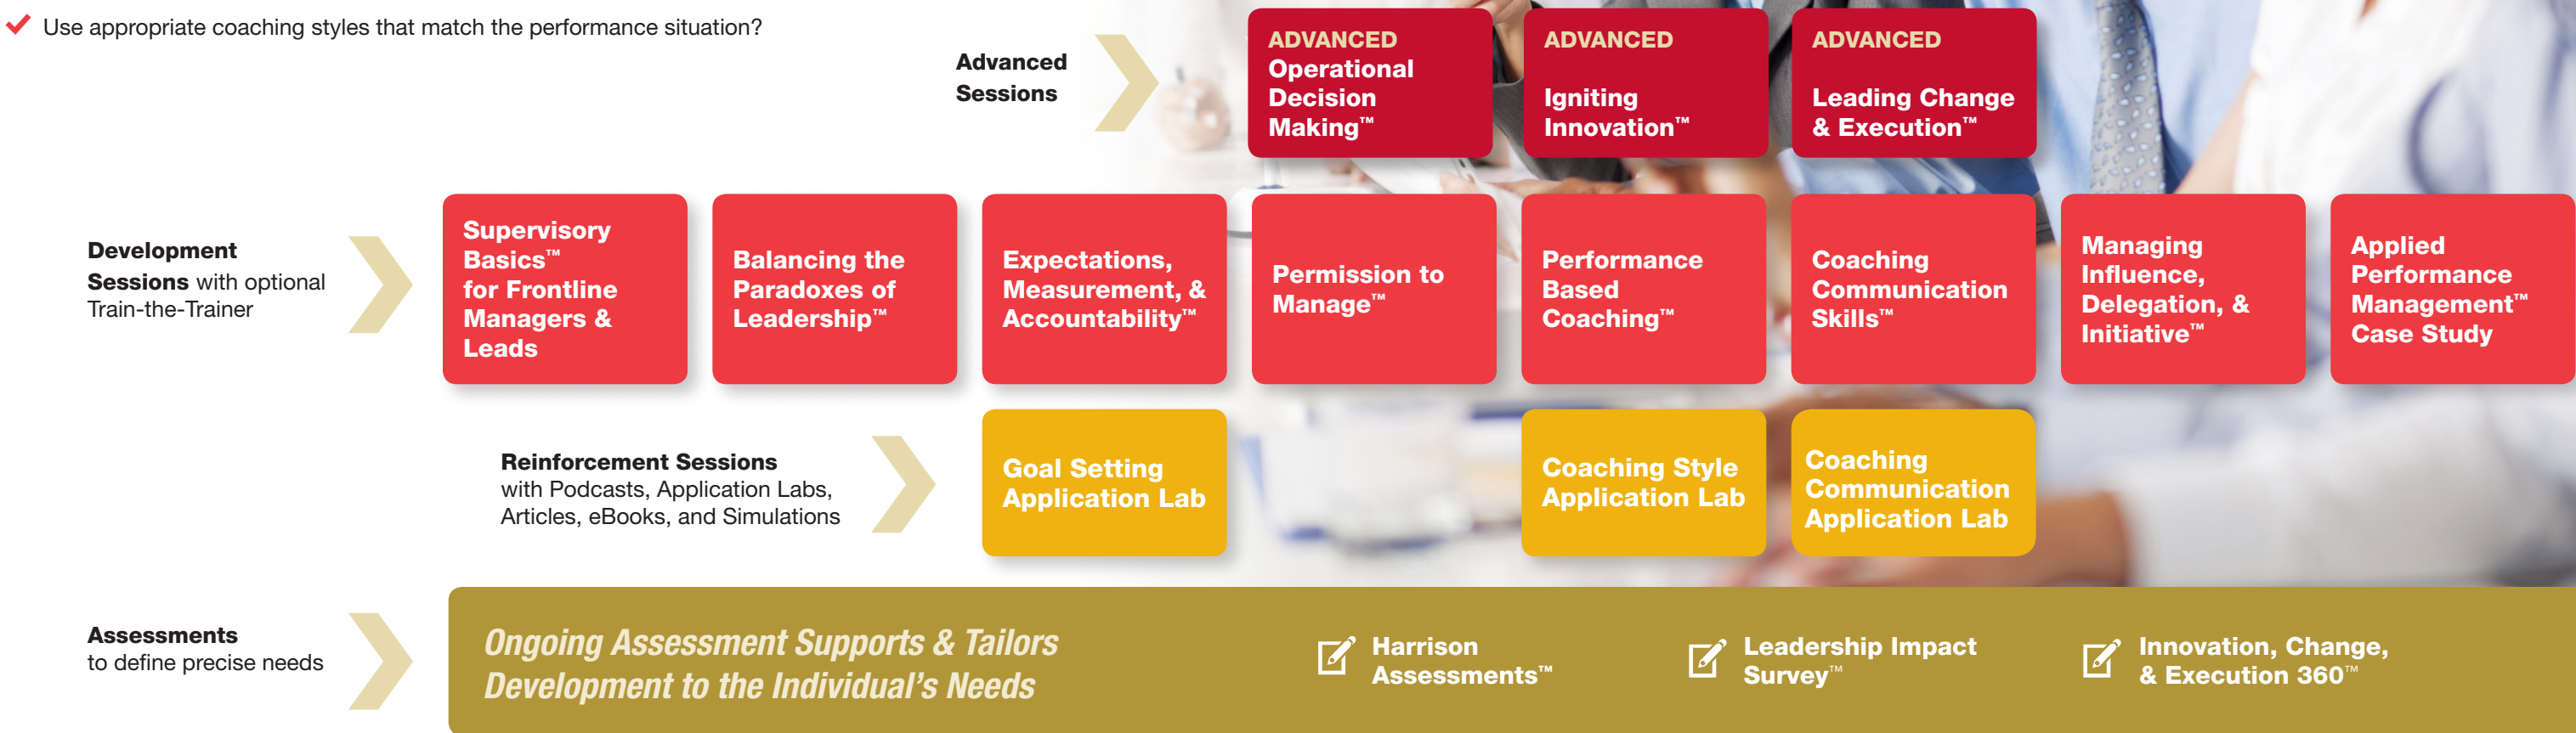 Use appropriate coaching styles that match the performance situation?
Advanced
Sessions
ADVANCED
Operational
Decision
Making™
ADVANCED
Igniting
Innovation™
ADVANCED
Leading Change
& Execution™
Development
Sessions with optional
Train-the-Trainer
Supervisory
Basics™
for Frontline
Managers &
Leads
Balancing the
Paradoxes of
Leadership™
Expectations,
Measurement, &
Accountability™
Permission to
Manage™
Performance
Based
Coaching™
Coaching
Communication
Skills™
Managing
Influence,
Delegation, &
Initiative™
Applied
Performance
Management™
Case Study
Reinforcement Sessions
with Podcasts, Application Labs,
Articles, eBooks, and Simulations
Goal Setting
Application Lab
Coaching Style
Application Lab
Coaching
Communication
Application Lab
Assessments
to define precise needs
Ongoing Assessment Supports & Tailors
Development to the Individual's Needs
Harrison
Assessments™
Leadership Impact
Survey™
Innovation, Change,
& Execution 360™